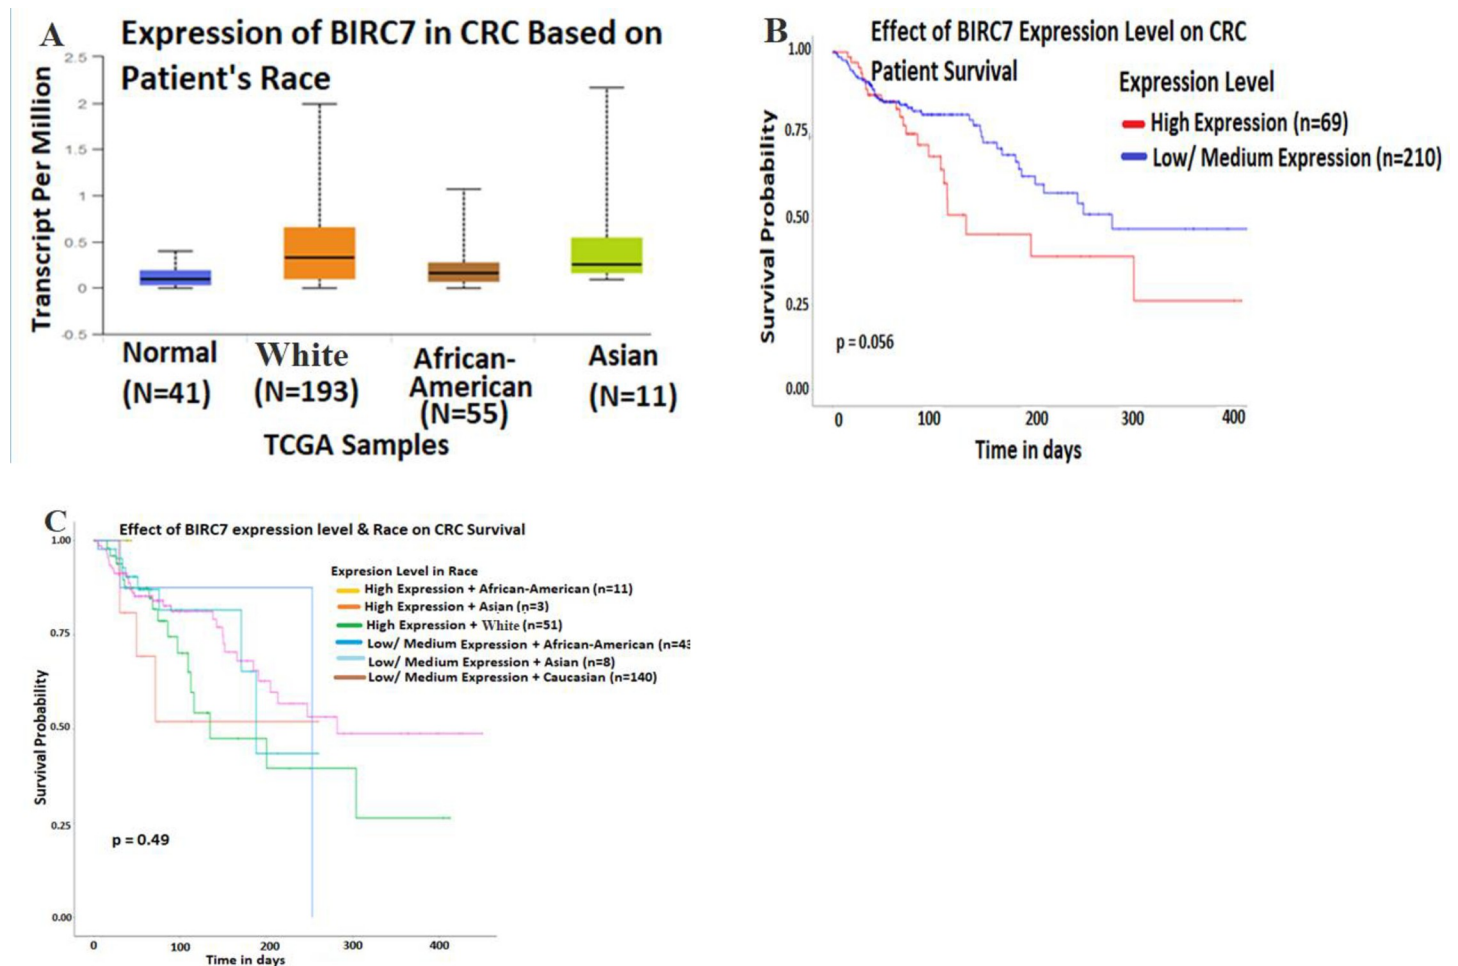 A
Expression of BIRC7 in CRC Based on
Patient's Race
Transcript Per Million
2.5
2
1.5
1
0.5
0
-0.5
Normal
(N=41)
White
(N=193)
African-
American
(N=55)
Asian
(N=11)
TCGA Samples
B
Effect of BIRC7 Expression Level on CRC
Patient Survival
Expression Level
High Expression (n=69)
Low/ Medium Expression (n=210)
Survival Probability
1.00
0.75
0.50
0.25
0.00
p = 0.056
0 100 200 300 400
Time in days
C
Effect of BIRC7 expression level & Race on CRC Survival
Expresion Level in Race
High Expression + African-American (n=11)
High Expression + Asian (n=3)
High Expression + White (n=51)
Low/ Medium Expression + African-American (n=43
Low/ Medium Expression + Asian (n=8)
Low/ Medium Expression + Caucasian (n=140)
Survival Probability
1.00
0.75
0.50
0.25
0.00
p = 0.49
0 100 200 300 400
Time in days